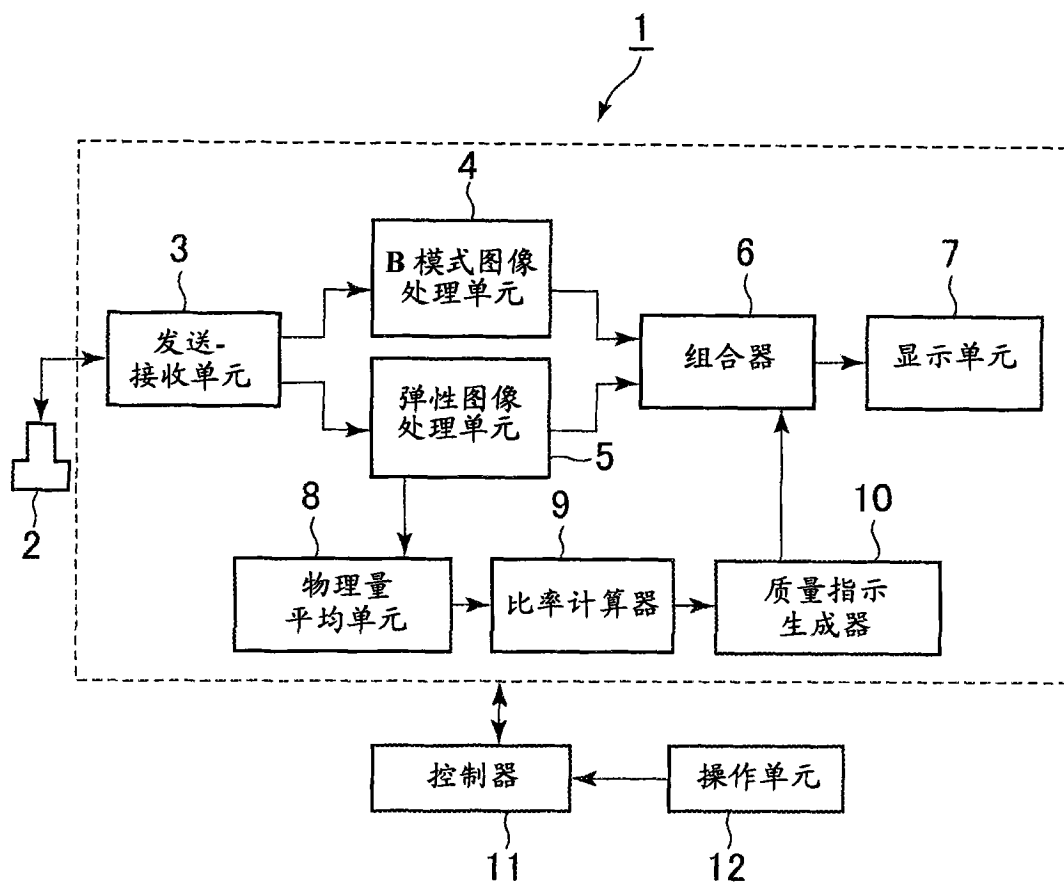 1
4
B 模式图像
处理单元
3
发送-
接收单元
6
组合器
7
显示单元
弹性图像
处理单元
5
2
8
物理量
平均单元
9
比率计算器
10
质量指示
生成器
控制器
11
操作单元
12